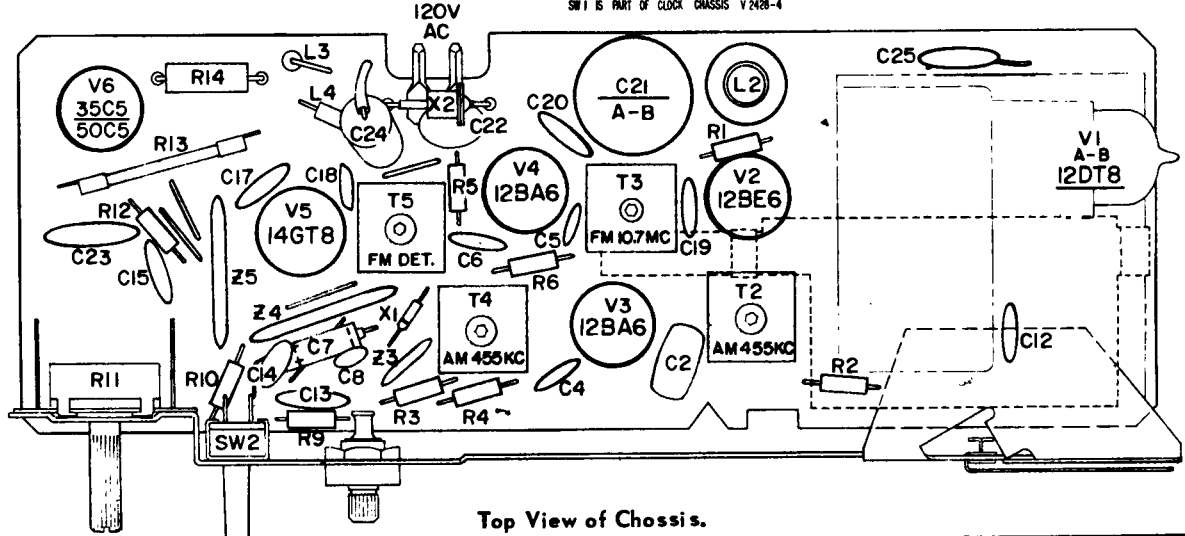 SW 1 IS PART OF CLOCK CHASSIS V 2428-4
120V
AC
L3
C25
V6
35C5
50C5
R14
L4
X2
C24
C22
C20
C21
A-B
L2
R1
R13
V1
A-B
12DT8
C17
C18
R5
V4
12BA6
T3
FM 10.7MC
V2
12BE6
T5
FM DET.
R12
V5
14GT8
C23
C15
Z5
C6
C5
C19
R6
Z4
X1
T4
AM 455KC
V3
12BA6
T2
AM 455KC
C12
C7
C14
C8
Z3
C2
R11
R10
C13
R3
R4
C4
R2
R9
SW2
Top View of Chossis.